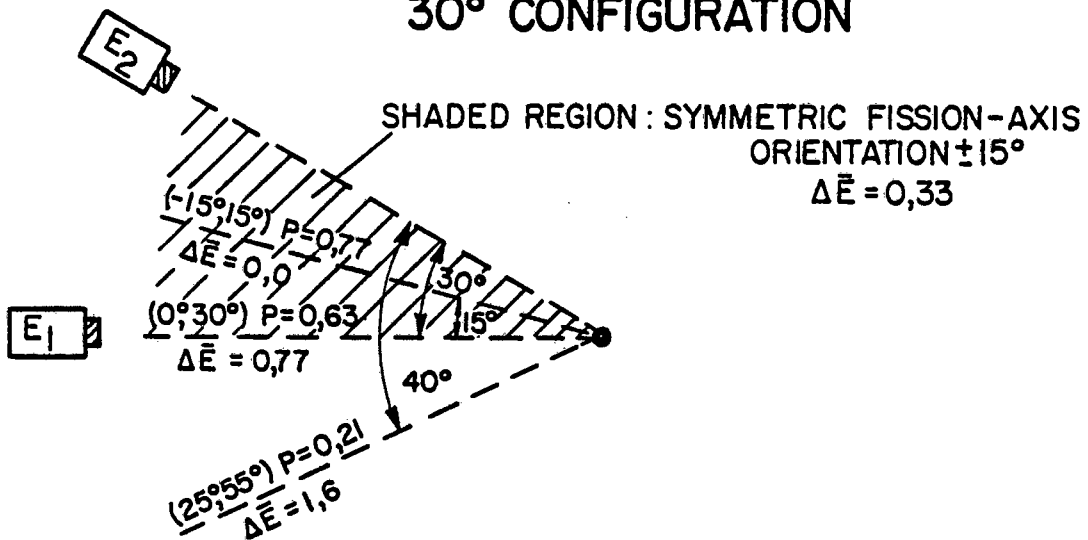 30° CONFIGURATION
E2
SHADED REGION: SYMMETRIC FISSION-AXIS
ORIENTATION ±15°
ΔĒ = 0,33
(-15°,15°) P=0,77
ΔĒ = 0,0
30°
(0°,30°) P=0,63
15°
E1
ΔĒ = 0,77
40°
(25°,55°) P=0,21
ΔĒ = 1,6